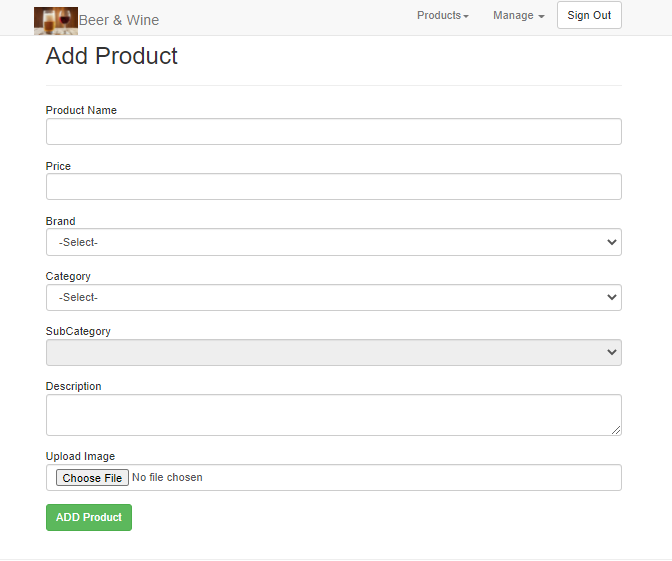 Beer & Wine
Products
Manage
Sign Out
Add Product
Product Name
Price
Brand
-Select-
Category
-Select-
SubCategory
Description
Upload Image
Choose File No file chosen
ADD Product